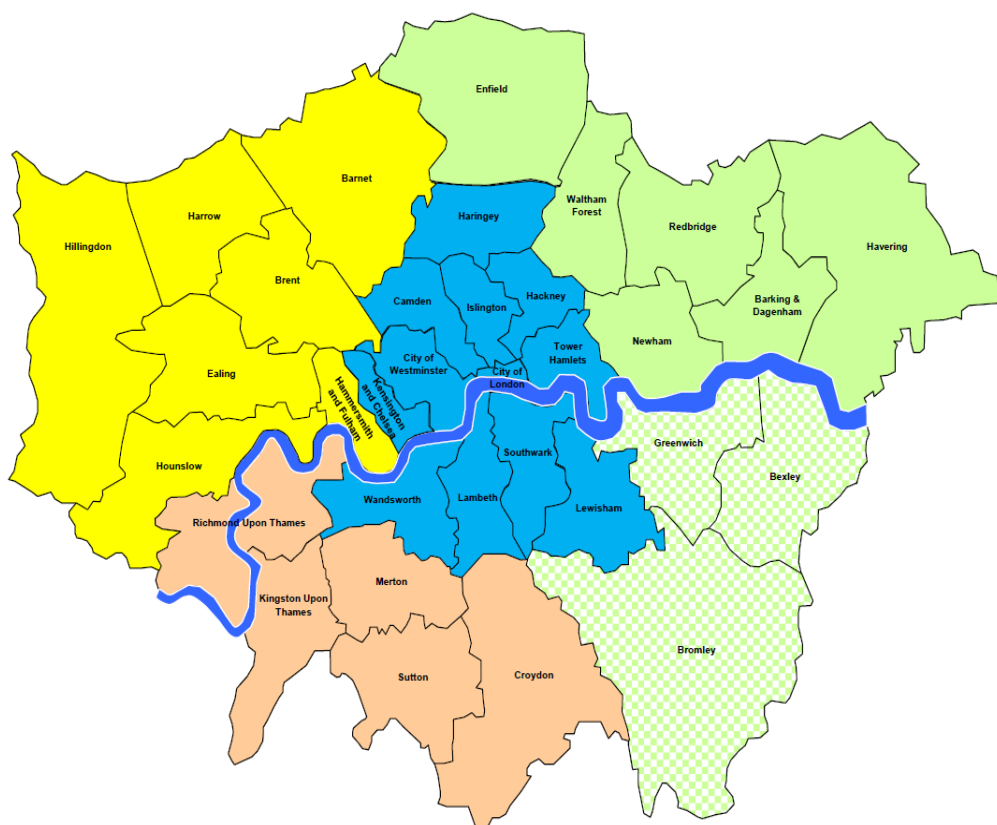 Enfield
Barnet
Waltham
Forest
Haringey
Harrow
Redbridge
Hillingdon
Havering
Brent
Hackney
Camden
Islington
Barking &
Dagenham
Newham
Tower
Hamlets
City of
Westminster
Ealing
City of
London
Kensington
and Chelsea
Hammersmith
and Fulham
Greenwich
Southwark
Hounslow
Bexley
Wandsworth
Lambeth
Lewisham
Richmond Upon Thames
Merton
Kingston Upon
Thames
Bromley
Sutton
Croydon